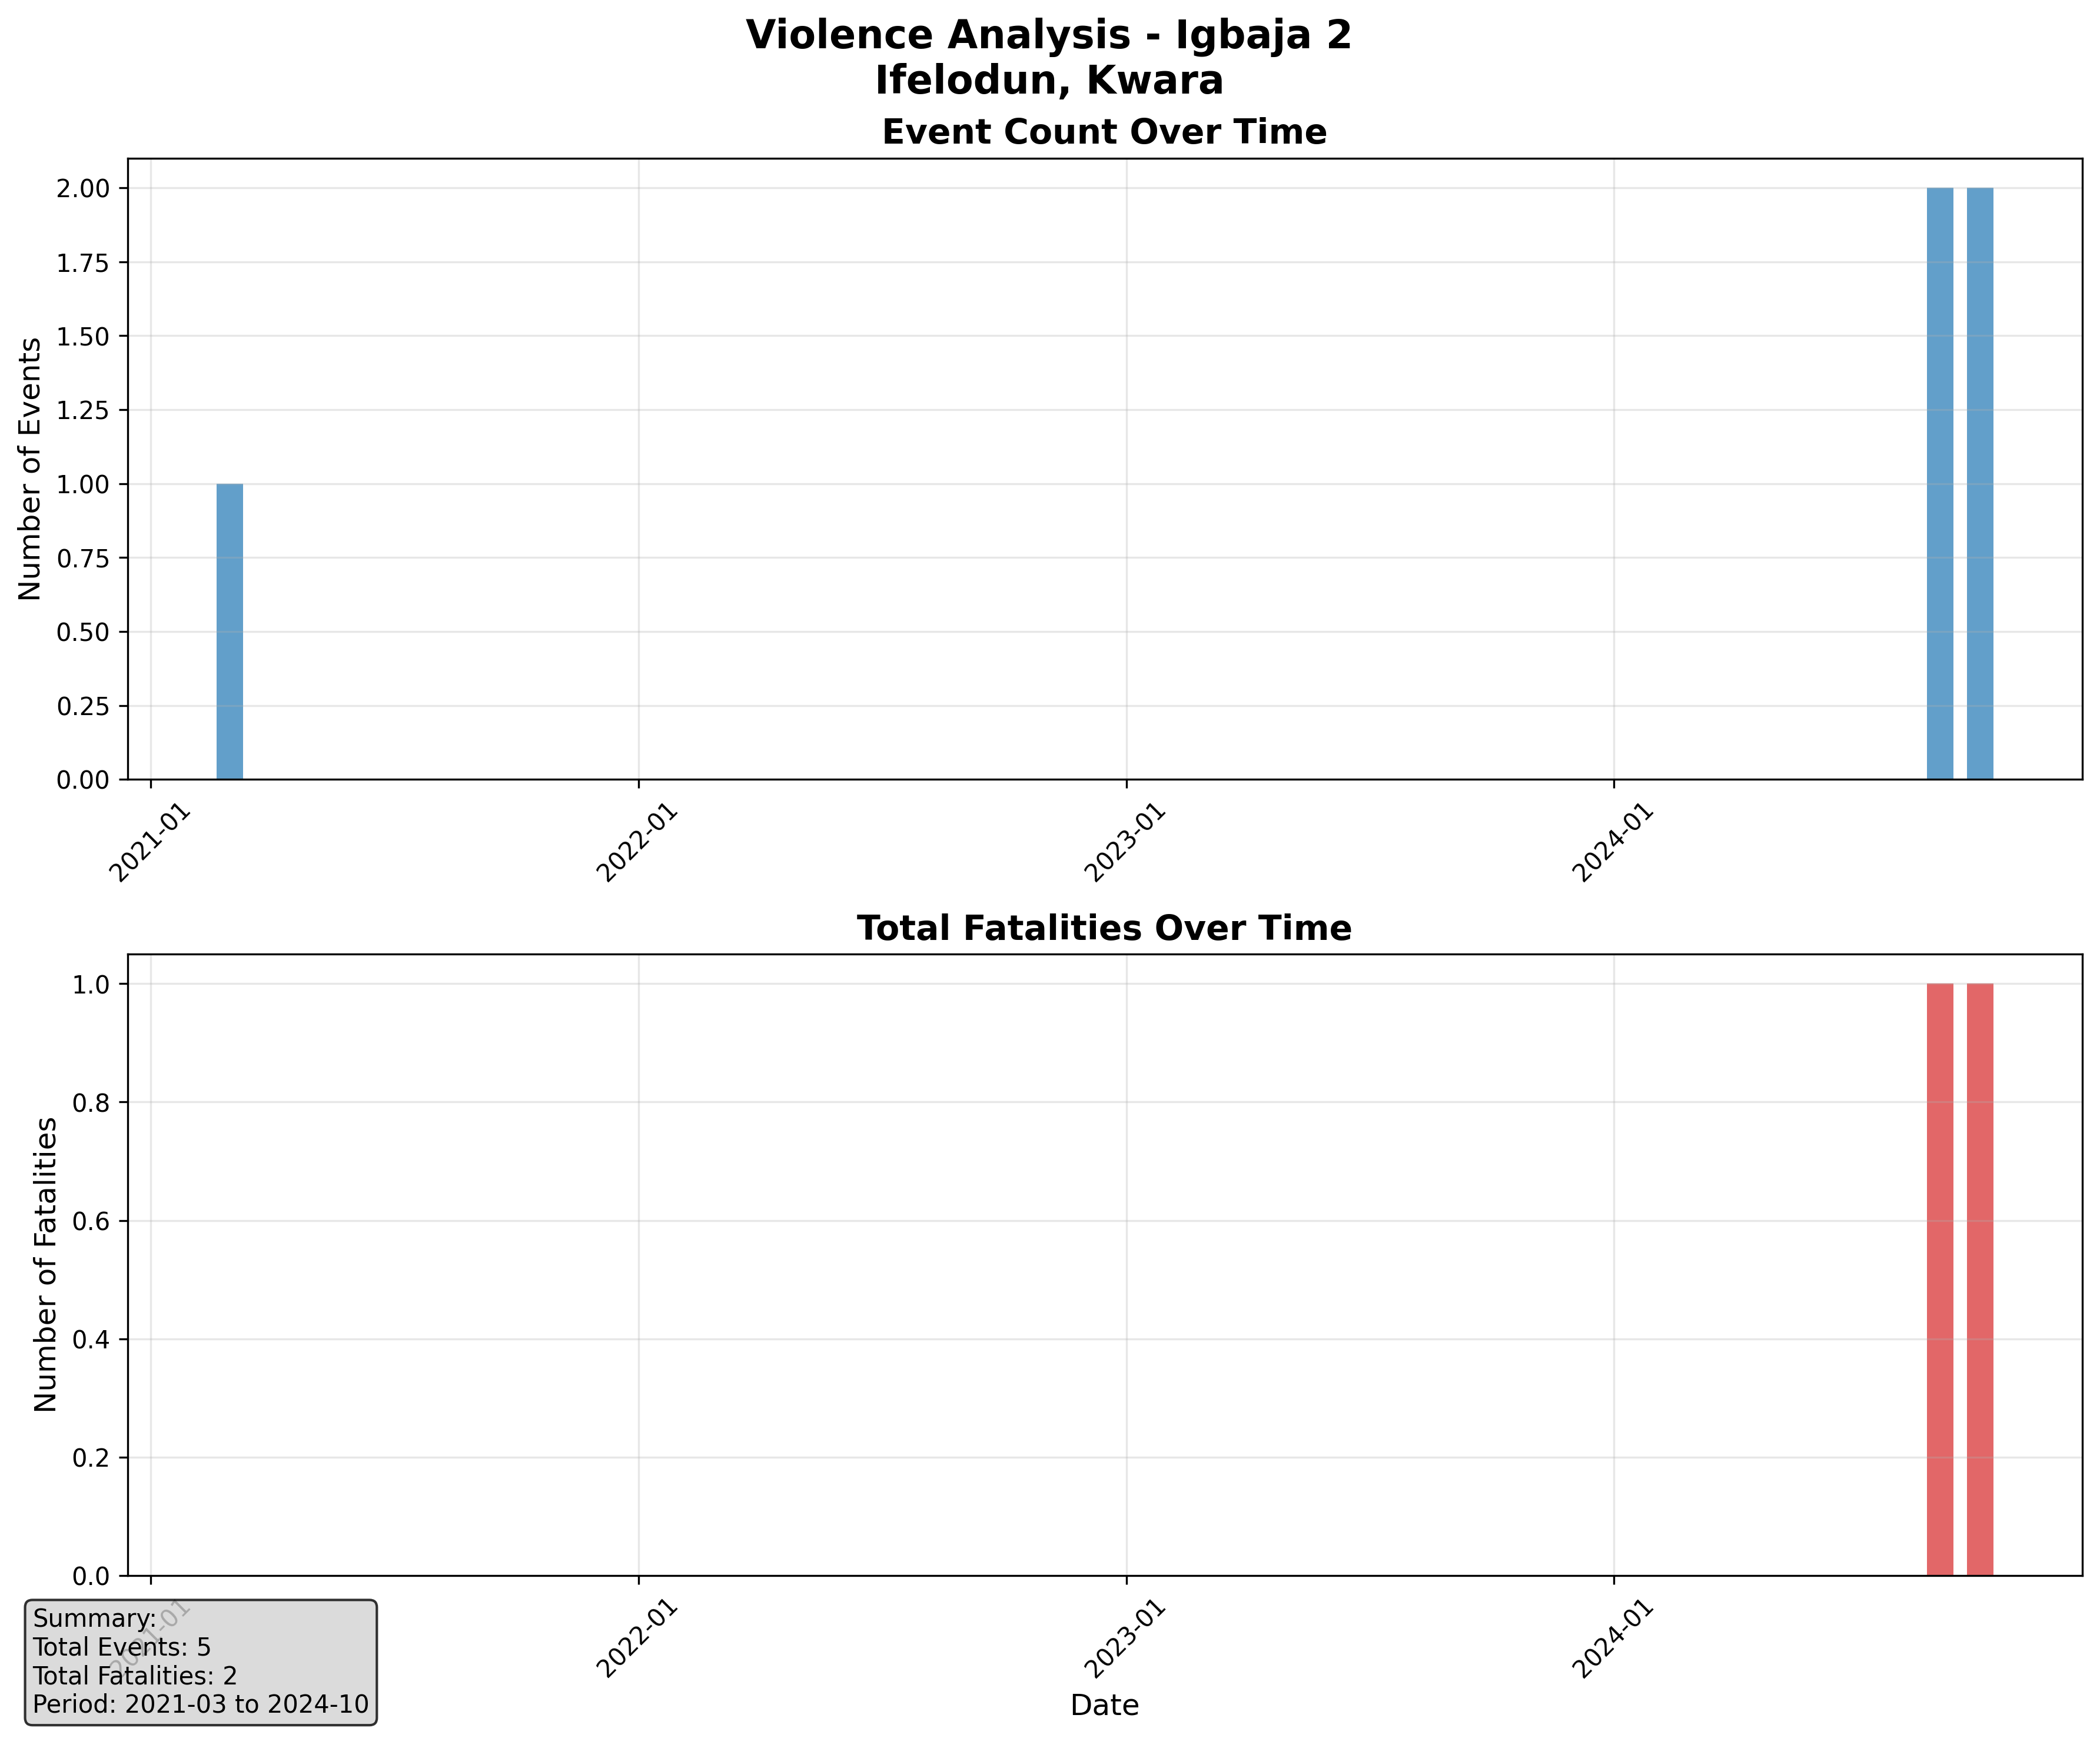 Violence Analysis - Igbaja 2
Ifelodun, Kwara
Event Count Over Time
Number of Events
2.00
1.75
1.50
1.25
1.00
0.75
0.50
0.25
0.00
2021-01
2022-01
2023-01
2024-01
Total Fatalities Over Time
Number of Fatalities
1.0
0.8
0.6
0.4
0.2
0.0
2021-01
2022-01
2023-01
2024-01
Date
Summary:
Total Events: 5
Total Fatalities: 2
Period: 2021-03 to 2024-10